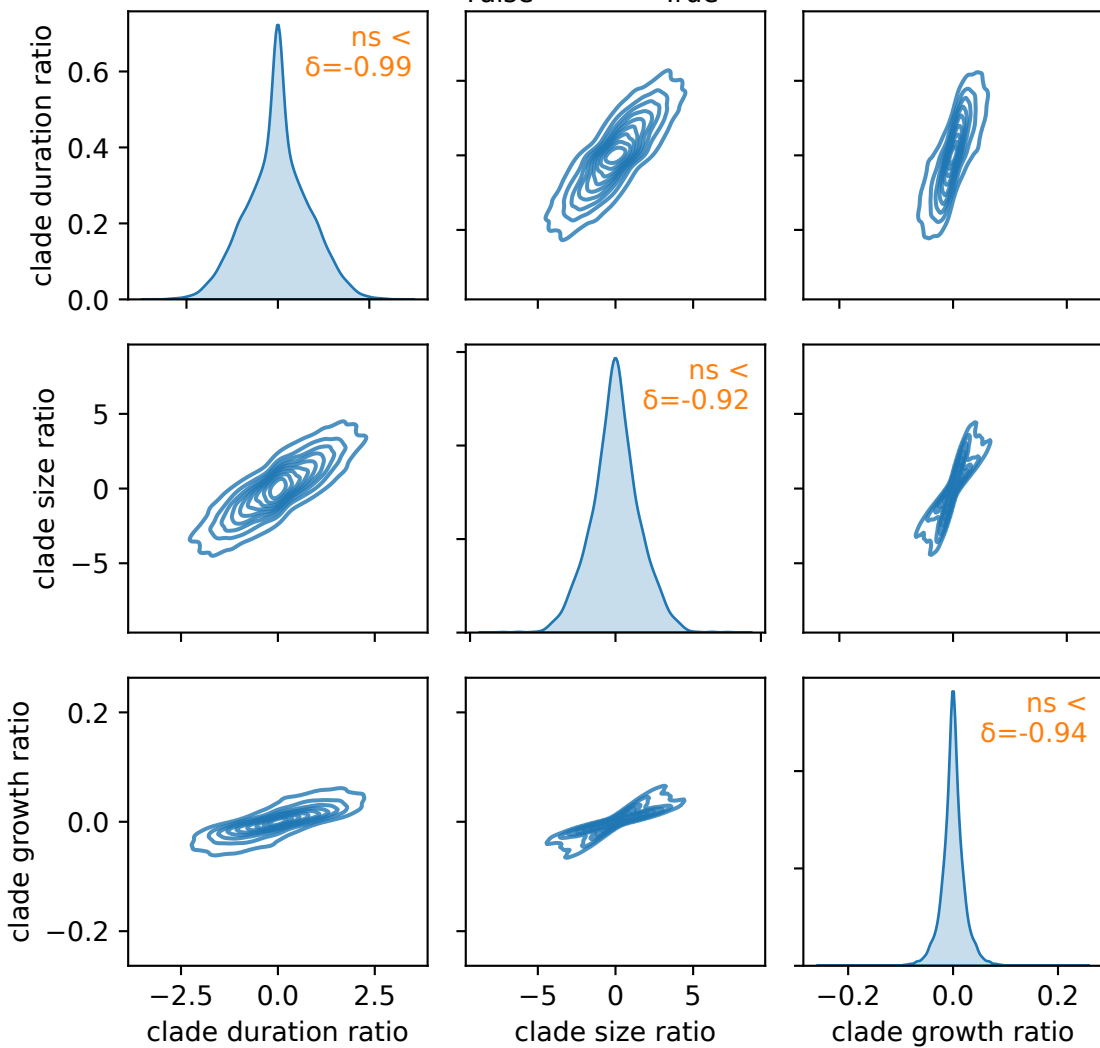 ns <
δ=-0.99
clade duration ratio
0.6
0.4
0.2
0.0
ns <
δ=-0.92
clade size ratio
5
0
−5
ns <
δ=-0.94
clade growth ratio
0.2
0.0
−0.2
−2.5 0.0 2.5
−5 0 5
−0.2 0.0 0.2
clade duration ratio
clade size ratio
clade growth ratio